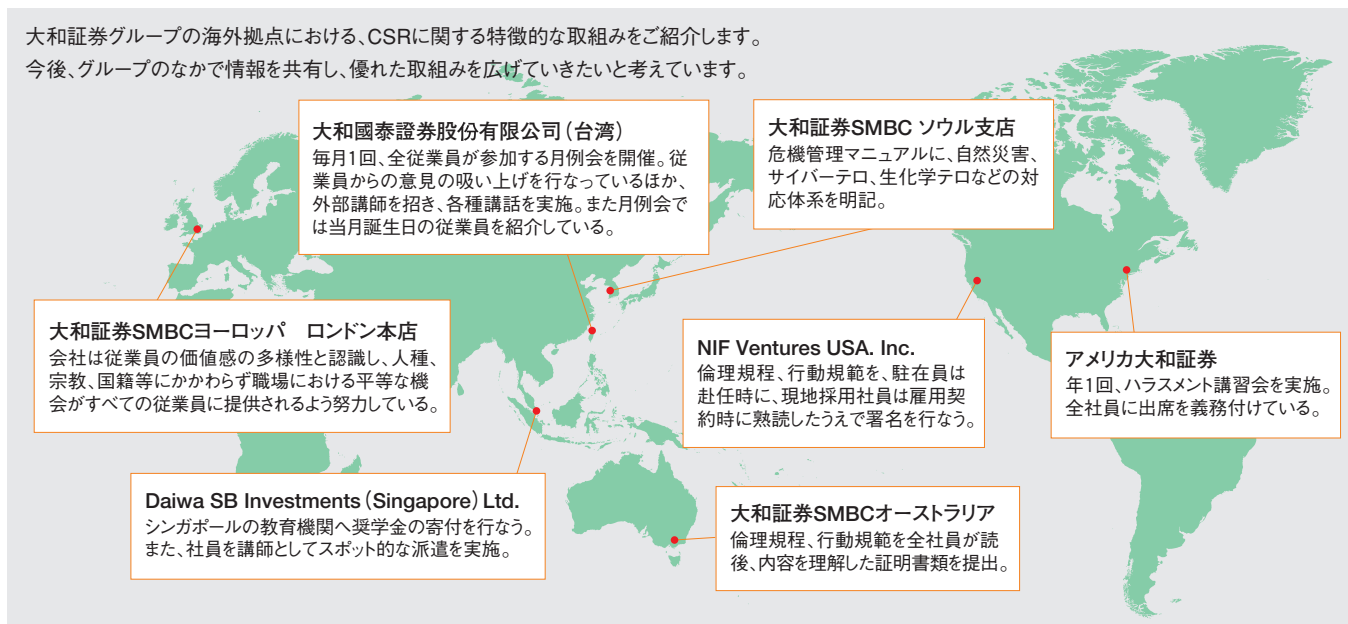 大和証券グループの海外拠点における、CSRに関する特徴的な取組みをご紹介します。
今後、グループのなかで情報を共有し、優れた取組みを広げていきたいと考えています。
大和國泰證券股份有限公司（台湾）
毎月1回、全従業員が参加する月例会を開催。従
業員からの意見の吸い上げを行なっているほか、
外部講師を招き、各種講話を実施。また月例会で
は当月誕生日の従業員を紹介している。
大和証券SMBC ソウル支店
危機管理マニュアルに、自然災害、
サイバーテロ、生化学テロなどの対
応体系を明記。
大和証券SMBCヨーロッパ　ロンドン本店
会社は従業員の価値感の多様性と認識し、人種、
宗教、国籍等にかかわらず職場における平等な機
会がすべての従業員に提供されるよう努力している。
NIF Ventures USA. Inc.
倫理規程、行動規範を、駐在員は
赴任時に、現地採用社員は雇用契
約時に熟読したうえで署名を行なう。
アメリカ大和証券
年1回、ハラスメント講習会を実施。
全社員に出席を義務付けている。
Daiwa SB Investments（Singapore）Ltd.
シンガポールの教育機関へ奨学金の寄付を行なう。
また、社員を講師としてスポット的な派遣を実施。
大和証券SMBCオーストラリア
倫理規程、行動規範を全社員が読
後、内容を理解した証明書類を提出。